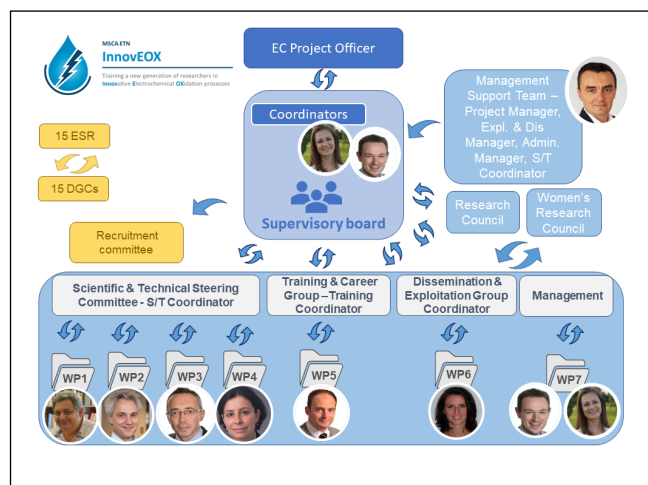 MSCA-ETN
InnovEOX
Training a new generation of researchers in
Innovative Electrochemical OXidation processes
EC Project Officer
Coordinators
Supervisory board
Management
Support Team –
Project Manager,
Expl. & Dis
Manager, Admin.
Manager, S/T
Coordinator
15 ESR
15 DGCs
Recruitment
committee
Research
Council
Women's
Research
Council
Scientific & Technical Steering
Committee - S/T Coordinator
Training & Career
Group –Training
Coordinator
Dissemination &
Exploitation Group
Coordinator
Management
WP1
WP2
WP3
WP4
WP5
WP6
WP7